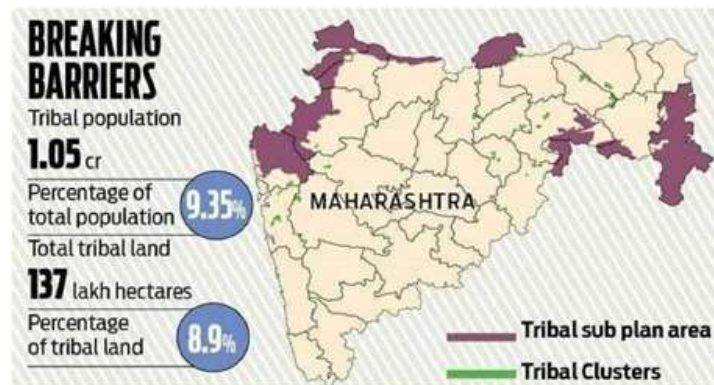 BREAKING
BARRIERS
Tribal population
1.05 cr
Percentage of
total population
9.35%
Total tribal land
137 lakh hectares
Percentage
of tribal land
8.9%
MAHARASHTRA
Tribal sub plan area
Tribal Clusters